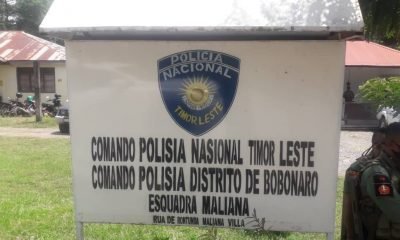 POLICIA
NACIONAL
TIMOR LESTE
COMANDO POLISIA NASIONAL TIMOR LESTE
COMANDO POLISIA DISTRITO DE BOBONARO
ESQUADRA MALIANA
RUA DE MALIANA VILLA